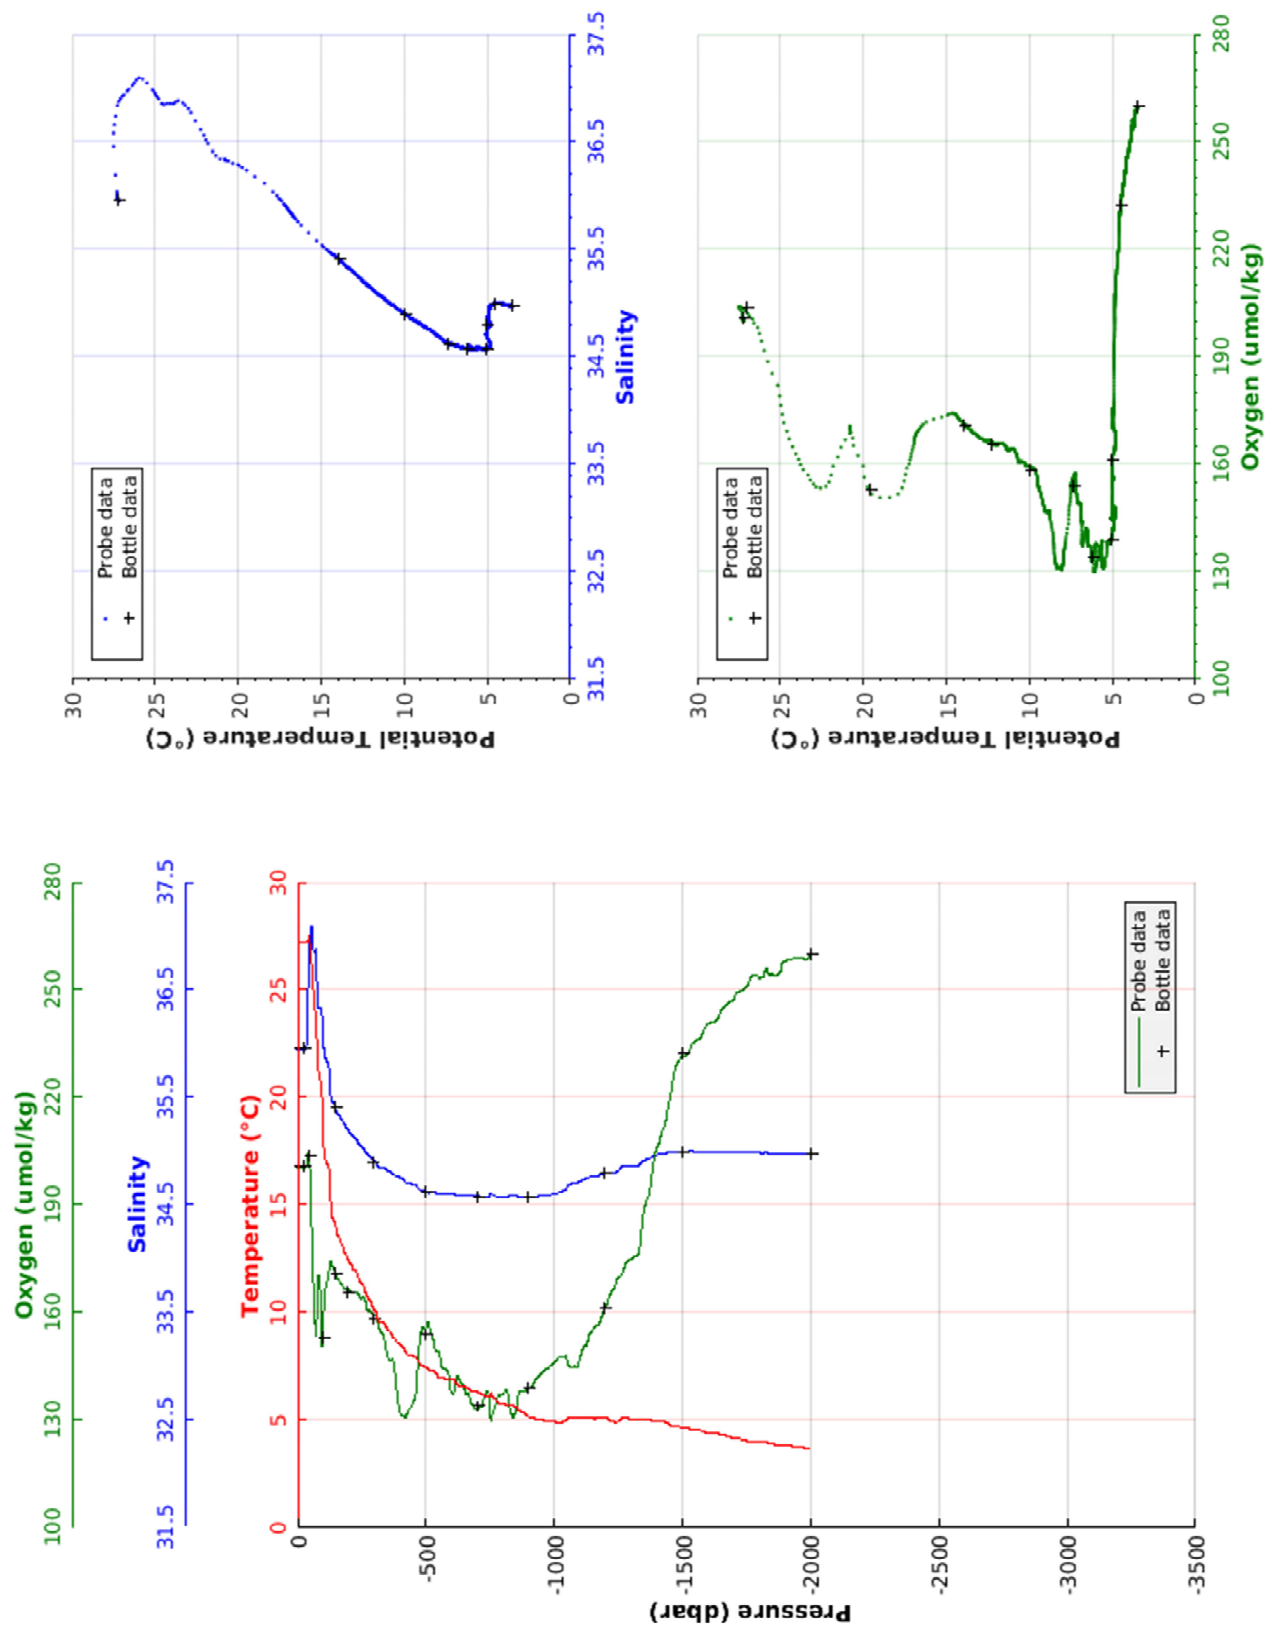 Oxygen (umol/kg)
100 130 160 190 220 250 280
Salinity
31.5 32.5 33.5 34.5 35.5 36.5 37.5
Temperature (°C)
0 5 10 15 20 25 30
0
-500
-1000
-1500
-2000
-2500
-3000
-3500
Pressure (dbar)
Probe data
Bottle data
30
25
20
15
10
5
0
Potential Temperature (°C)
Probe data
Bottle data
31.5 32.5 33.5 34.5 35.5 36.5 37.5
Salinity
30
25
20
15
10
5
0
Potential Temperature (°C)
Probe data
Bottle data
100 130 160 190 220 250 280
Oxygen (umol/kg)